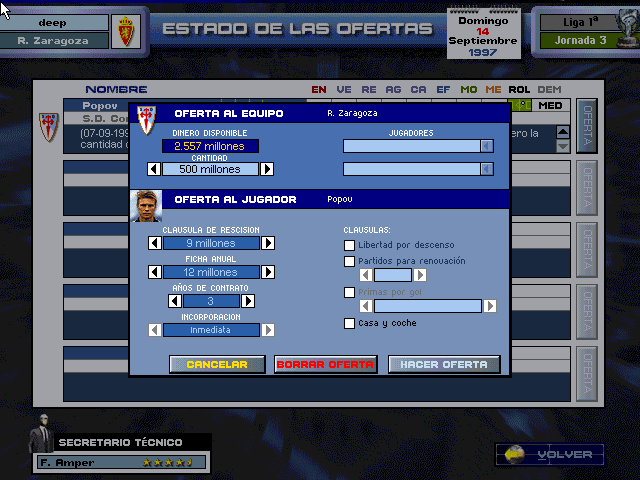 deep
R. Zaragoza
ESTADO DE LAS OFERTAS
Domingo
14
Septiembre
1997
Liga 1ª
Jornada 3
NOMBRE
EN VE RE AG CA EF MO ME ROL DEM
Popov
MED
S.D. Co
(07-09-199
ero la
cantidad
OFERTA
OFERTA AL EQUIPO
R. Zaragoza
DINERO DISPONIBLE
2.557 millones
CANTIDAD
500 millones
JUGADORES
OFERTA AL JUGADOR
Popov
CLAUSULA DE RESCISION
9 millones
FICHA ANUAL
12 millones
AÑOS DE CONTRATO
3
INCORPORACION
Inmediata
CLAUSULAS:
Libertad por descenso
Partidos para renovación
Primas por gol
Casa y coche
CANCELAR
BORRAR OFERTA
HACER OFERTA
OFERTA
OFERTA
OFERTA
OFERTA
SECRETARIO TÉCNICO
F. Amper
VOLVER